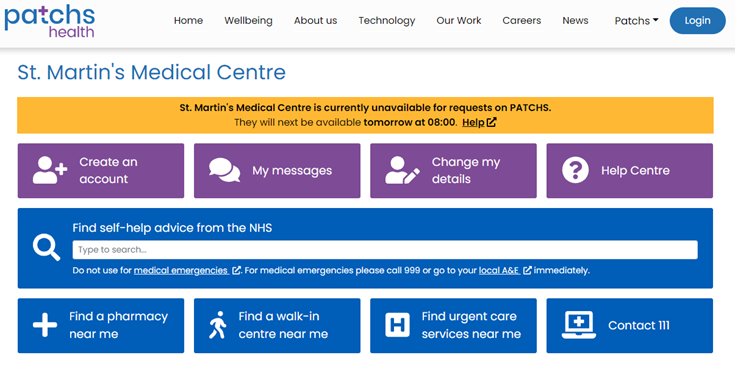 patchs
health
Home Wellbeing About us Technology Our Work Careers News Patchs Login
St. Martin's Medical Centre
St. Martin's Medical Centre is currently unavailable for requests on PATCHS.
They will next be available tomorrow at 08:00. Help
Create an
account
My messages
Change my
details
Help Centre
Find self-help advice from the NHS
Type to search...
Do not use for medical emergencies. For medical emergencies please call 999 or go to your local A&E immediately.
Find a pharmacy
near me
Find a walk-in
centre near me
H
Find urgent care
services near me
Contact 111